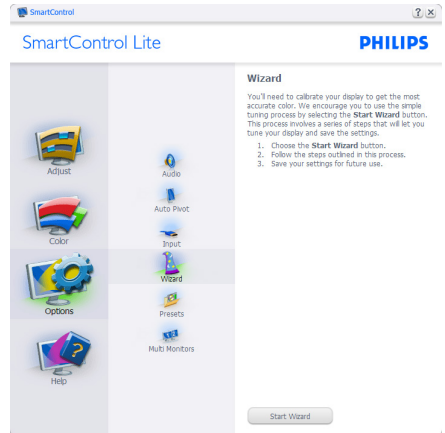 SmartControl
SmartControl Lite
PHILIPS
Adjust
Color
Options
Help
Audio
Auto Pivot
Input
Wizard
Presets
Multi Monitors
Wizard
You'll need to calibrate your display to get the most
accurate color. We encourage you to use the simple
tuning process by selecting the Start Wizard button.
This process involves a series of steps that will let you
tune your display and save the settings.
1. Choose the Start Wizard button.
2. Follow the steps outlined in this process.
3. Save your settings for future use.
Start Wizard